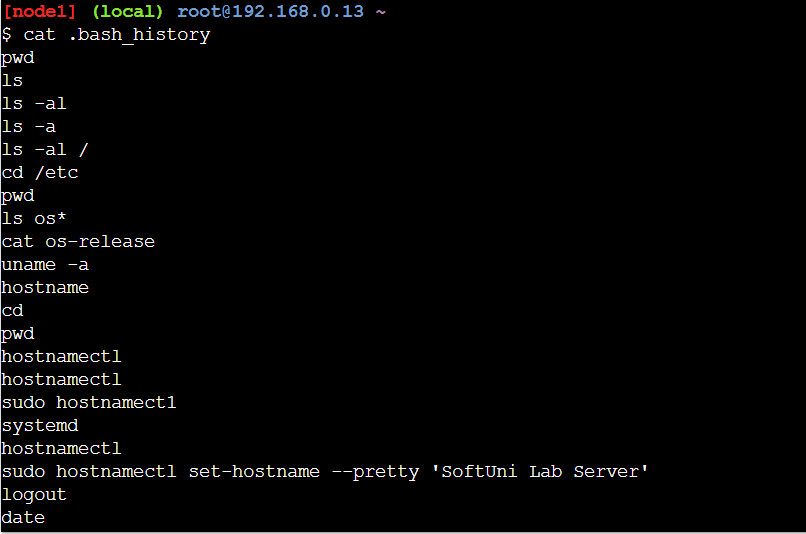 [node1] (local) root@192.168.0.13 ~
$ cat .bash_history
pwd
ls
ls -al
ls -a
ls -al /
cd /etc
pwd
ls os*
cat os-release
uname -a
hostname
cd
pwd
hostnamectl
hostnamectl
sudo hostnamect1
systemd
hostnamectl
sudo hostnamectl set-hostname --pretty 'SoftUni Lab Server'
logout
date